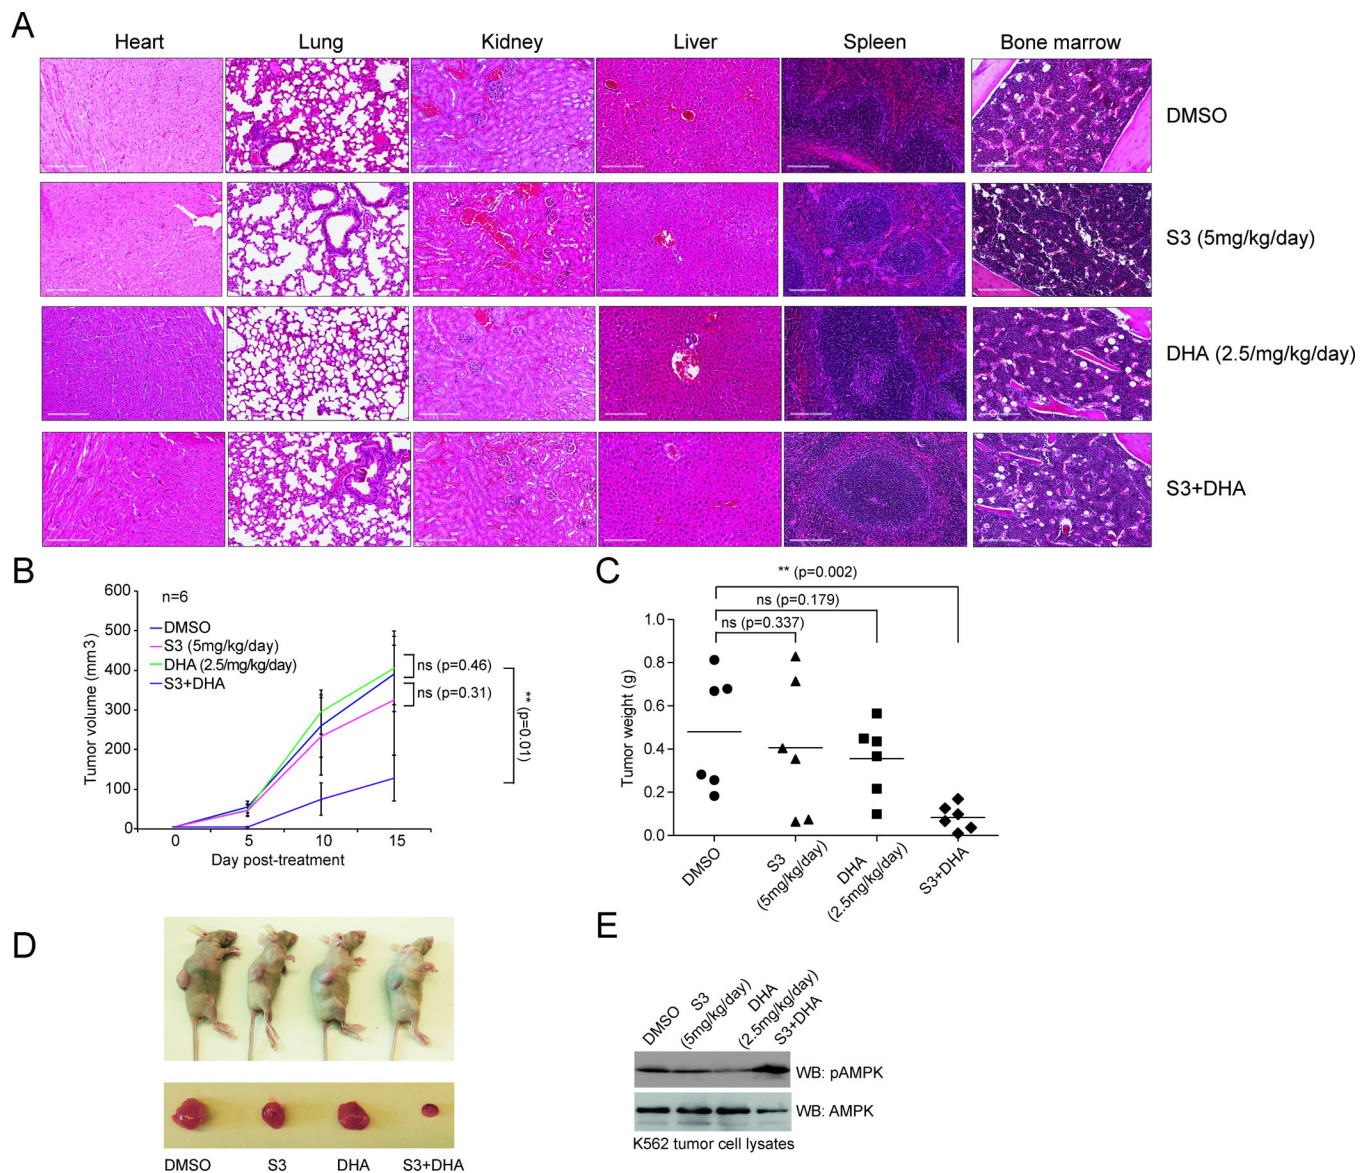 A
Heart
Lung
Kidney
Liver
Spleen
Bone marrow
DMSO
S3 (5mg/kg/day)
DHA (2.5/mg/kg/day)
S3+DHA
B
Tumor volume (mm3)
600
500
400
300
200
100
0
n=6
DMSO
S3 (5mg/kg/day)
DHA (2.5/mg/kg/day)
S3+DHA
ns (p=0.46)
ns (p=0.31)
** (p=0.01)
0
5
10
15
Day post-treatment
C
** (p=0.002)
ns (p=0.179)
ns (p=0.337)
Tumor weight (g)
1.0
0.8
0.6
0.4
0.2
0.0
DMSO
S3
(5mg/kg/day)
DHA
(2.5mg/kg/day)
S3+DHA
D
DMSO
S3
DHA
S3+DHA
E
DMSO
S3
(5mg/kg/day)
DHA
(2.5mg/kg/day)
S3+DHA
WB: pAMPK
WB: AMPK
K562 tumor cell lysates